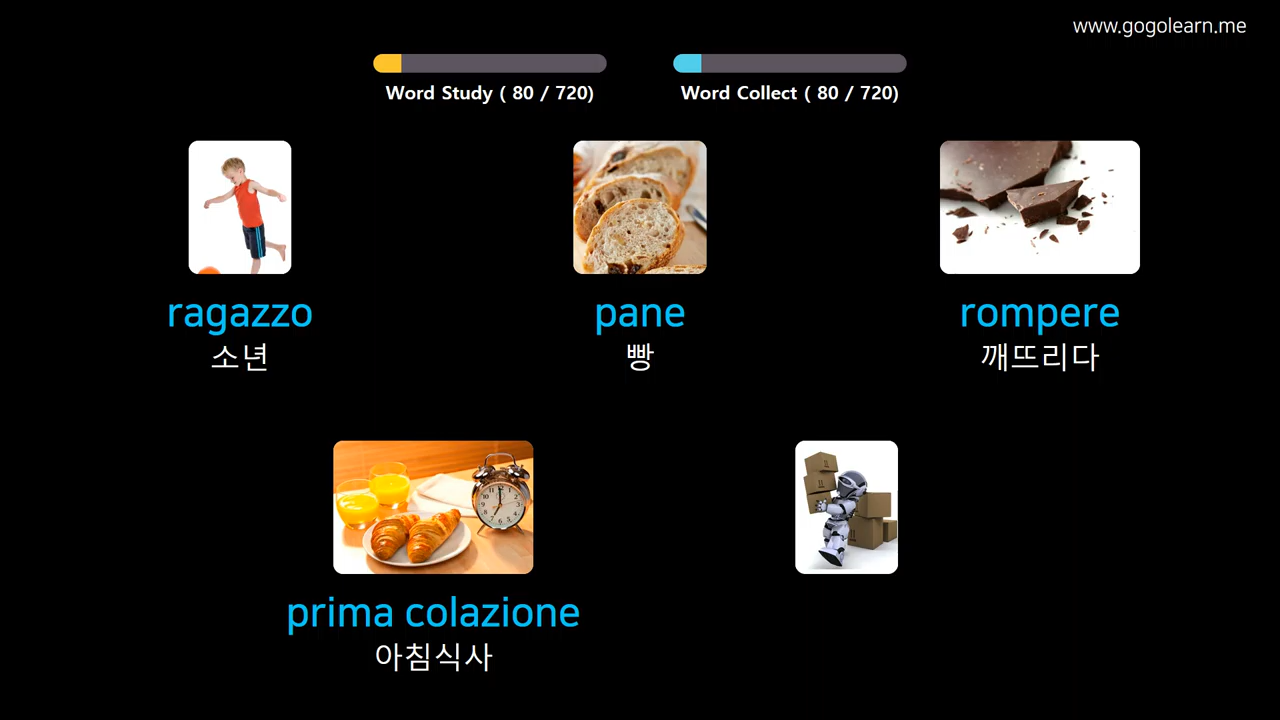 www.gogolearn.me
Word Study ( 80 / 720)
Word Collect ( 80 / 720)
ragazzo
소년
pane
빵
rompere
깨뜨리다
prima colazione
아침식사